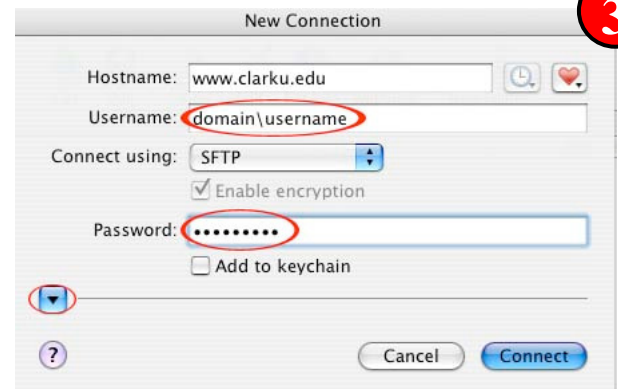 New Connection
3
Hostname: www.clarku.edu
Username: domain\username
Connect using: SFTP
Enable encryption
Password: •••••••••
Add to keychain
? Cancel Connect